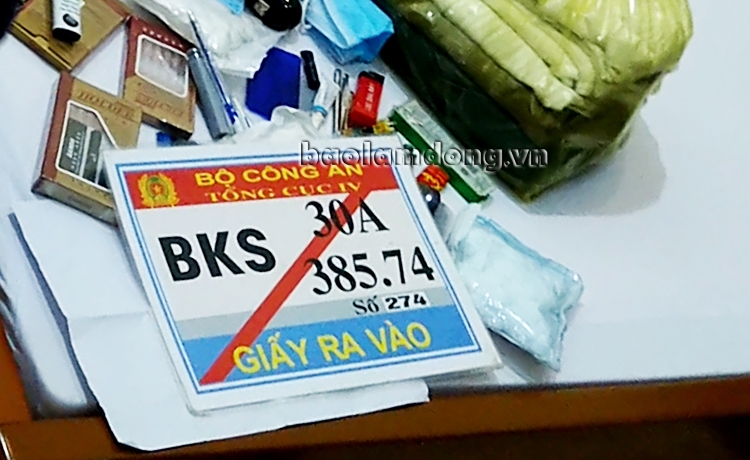 baolamdong.vn
BỘ CÔNG AN
TỔNG CỤC IV
BKS
30A
385.74
Số 274
GIẤY RA VÀO